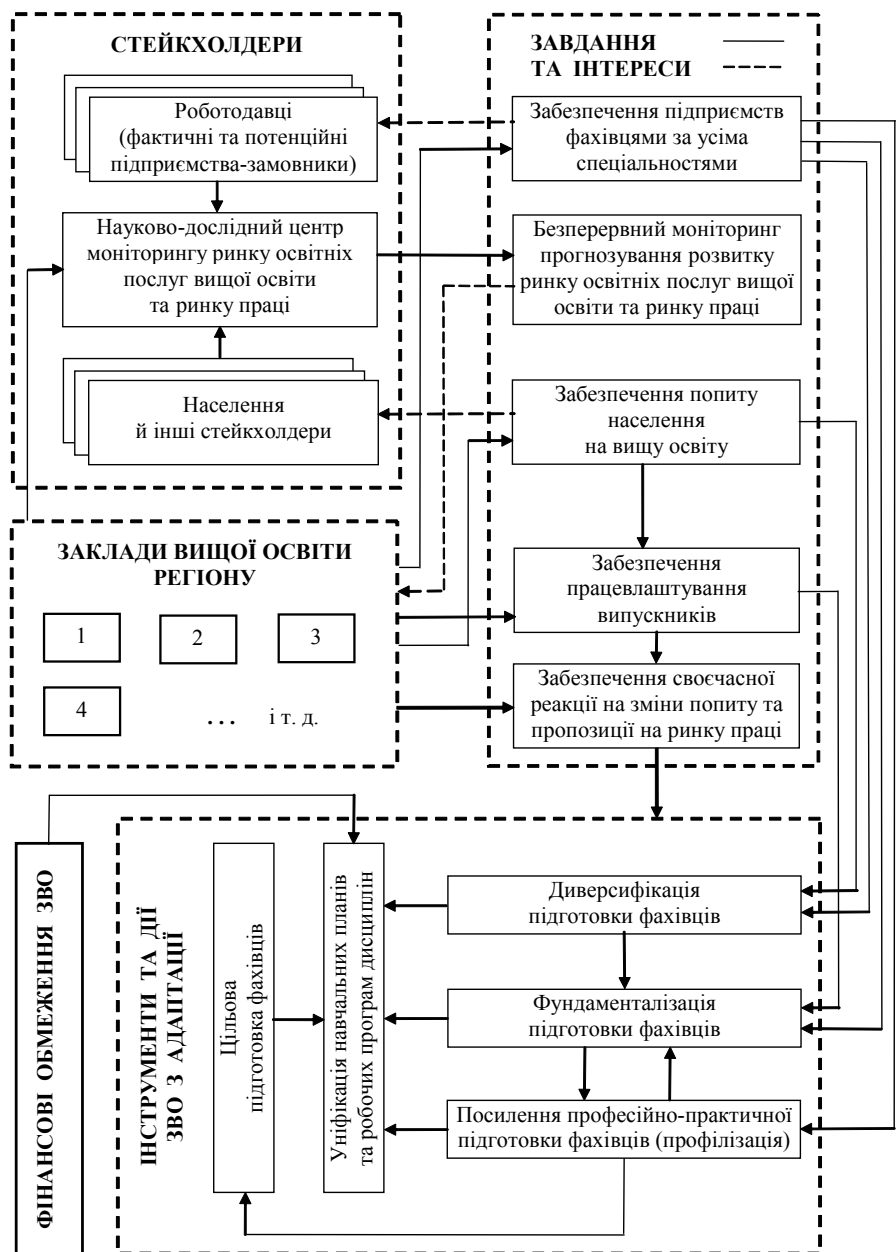 СТЕЙКХОЛДЕРИ
Роботодавці
(фактичні та потенційні
підприємства-замовники)
Науково-дослідний центр
моніторингу ринку освітніх
послуг вищої освіти
та ринку праці
Населення
й інші стейкхолдери
ЗАВДАННЯ
ТА ІНТЕРЕСИ
Забезпечення підприємств
фахівцями за усіма
спеціальностями
Безперервний моніторинг
прогнозування розвитку
ринку освітніх послуг вищої
освіти та ринку праці
Забезпечення попиту
населення
на вищу освіту
Забезпечення
працевлаштування
випускників
Забезпечення своєчасної
реакції на зміни попиту та
пропозиції на ринку праці
ЗАКЛАДИ ВИЩОЇ ОСВІТИ
РЕГІОНУ
1
2
3
4
... і т. д.
ФІНАНСОВІ ОБМЕЖЕННЯ ЗВО
ІНСТРУМЕНТИ ТА ДІЇ
ЗВО З АДАПТАЦІЇ
Цільова
підготовка фахівців
Уніфікація навчальних планів
та робочих програм дисциплін
Диверсифікація
підготовки фахівців
Фундаменталізація
підготовки фахівців
Посилення професійно-практичної
підготовки фахівців (профілізація)